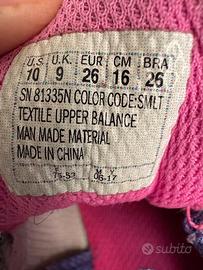 U.S. U.K. EUR CM BRA
10 9 26 16 26
SN 81335N COLOR CODE:SMLT
TEXTILE UPPER BALANCE
MAN MADE MATERIAL
MADE IN CHINA
M Y
06-17
subito